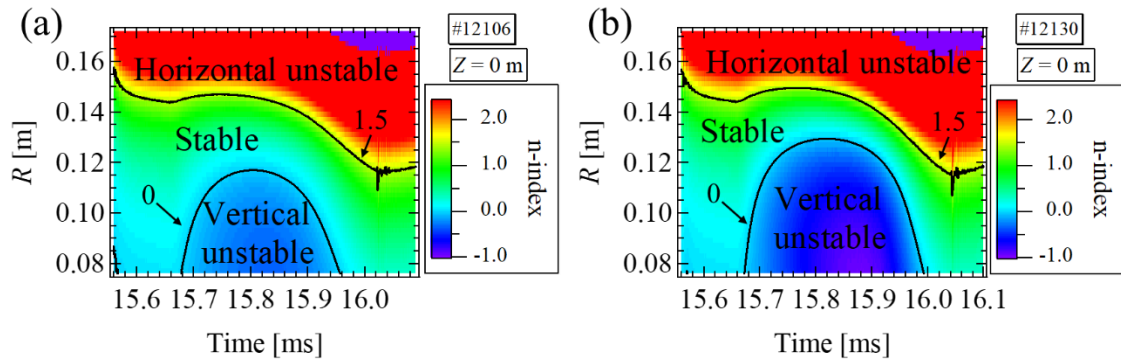 (a)
#12106
Z = 0 m
R [m]
0.16
0.14
0.12
0.10
0.08
Horizontal unstable
Stable
1.5
0
Vertical
unstable
15.6 15.7 15.8 15.9 16.0
Time [ms]
2.0
1.0
0.0
-1.0
n-index
(b)
#12130
Z = 0 m
R [m]
0.16
0.14
0.12
0.10
0.08
Horizontal unstable
Stable
1.5
0
Vertical
unstable
15.6 15.7 15.8 15.9 16.0 16.1
Time [ms]
2.0
1.0
0.0
-1.0
n-index